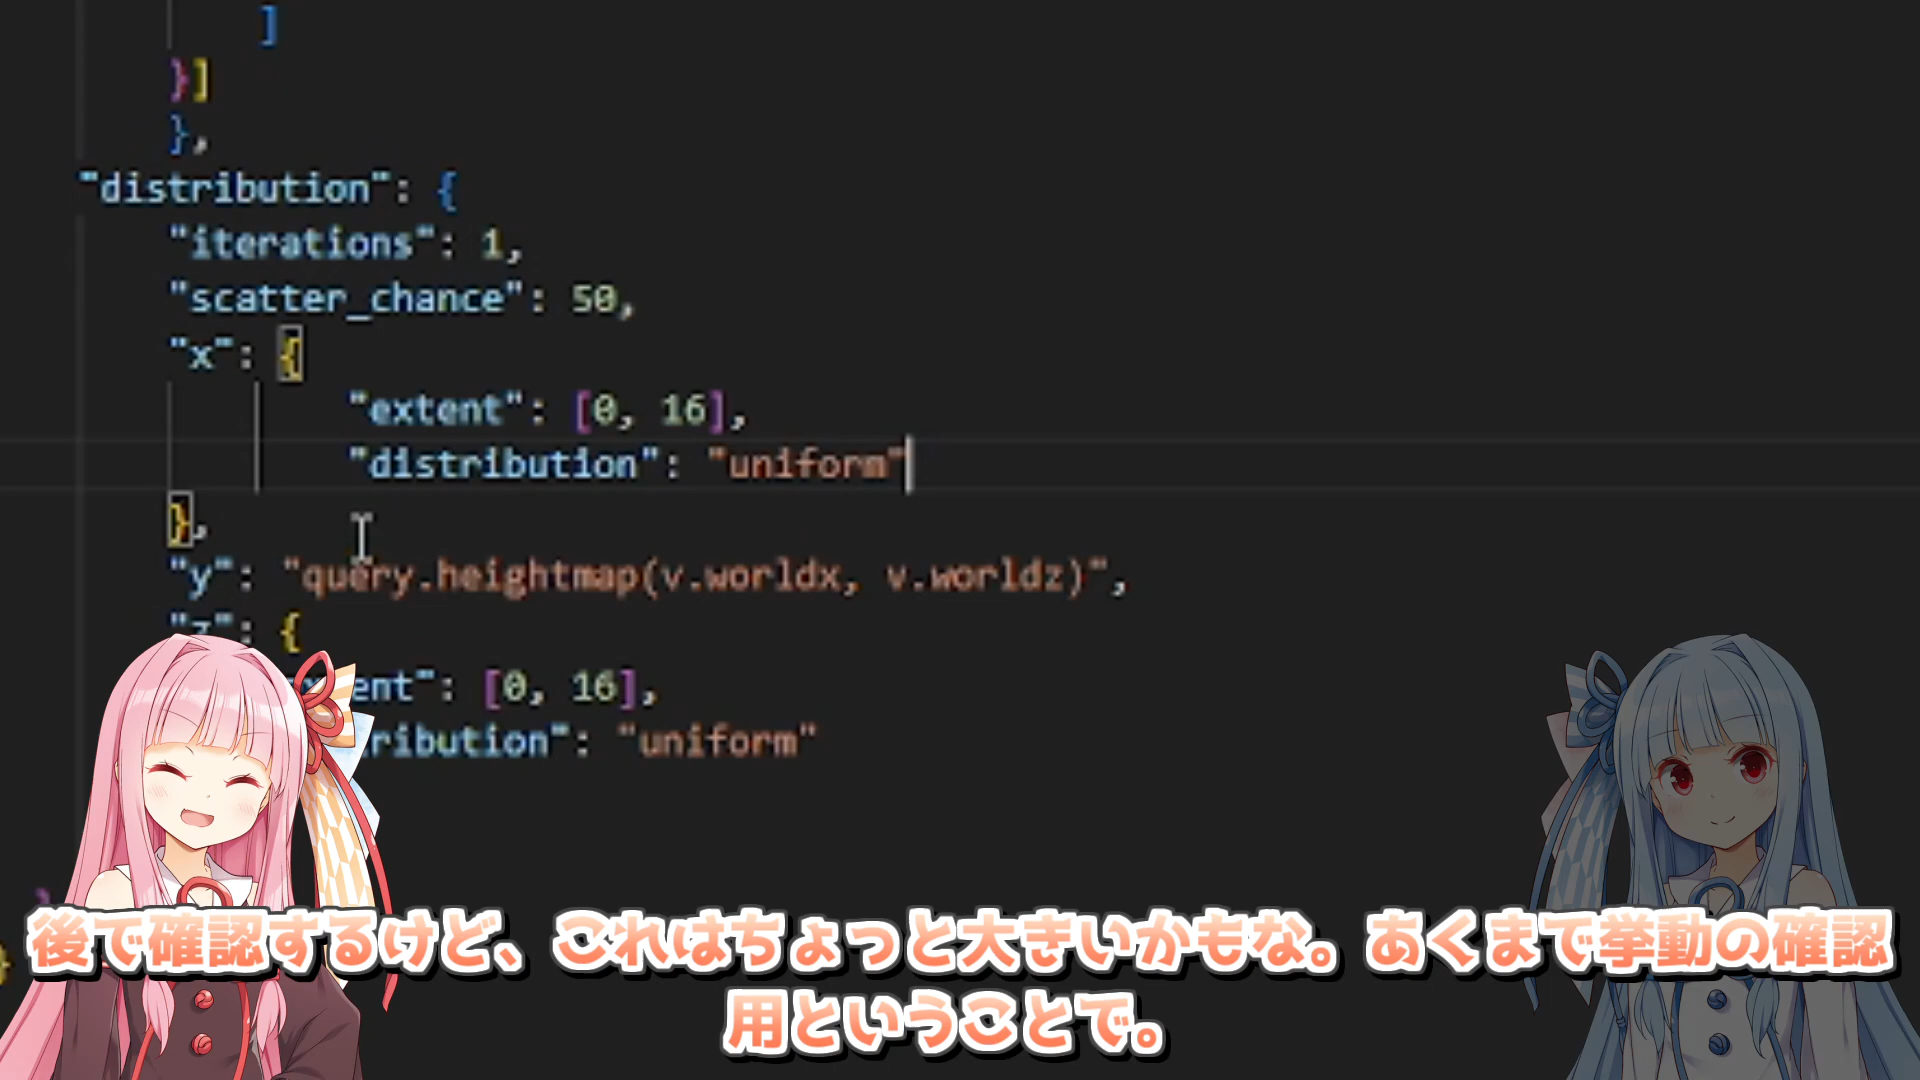 ]
}]
},
"distribution": {
"iterations": 1,
"scatter_chance": 50,
"x": {
"extent": [0, 16],
"distribution": "uniform"
},
"y": "query.heightmap(v.worldx, v.worldz)",
"z": {
ent": [0, 16],
ribution": "uniform"
後で確認するけど、これはちょっと大きいかもな。あくまで挙動の確認
用ということで。